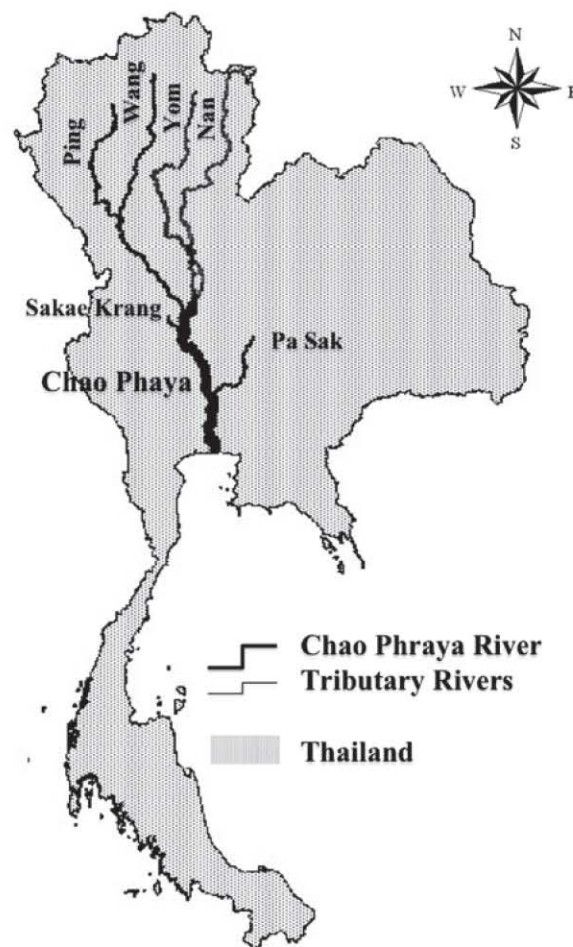 N
W E
S
Ping
Wang
Yom
Nan
Sakae Krang
Pa Sak
Chao Phaya
Chao Phraya River
Tributary Rivers
Thailand